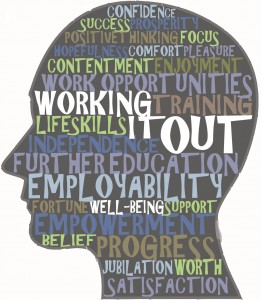 CONFIDENCE
SUCCESS PROSPERITY
POSITIVE THINKING FOCUS
HOPEFULNESS COMFORT PLEASURE
CONTENTMENT ENJOYMENT
WORK OPPORTUNITIES
WORKING TRAINING
LIFESKILLS IT OUT
INDEPENDENCE
FURTHER EDUCATION
EMPLOYABILITY
FORTUNE WELL-BEING SUPPORT
EMPOWERMENT
BELIEF PROGRESS
JUBILATION WORTH
SATISFACTION